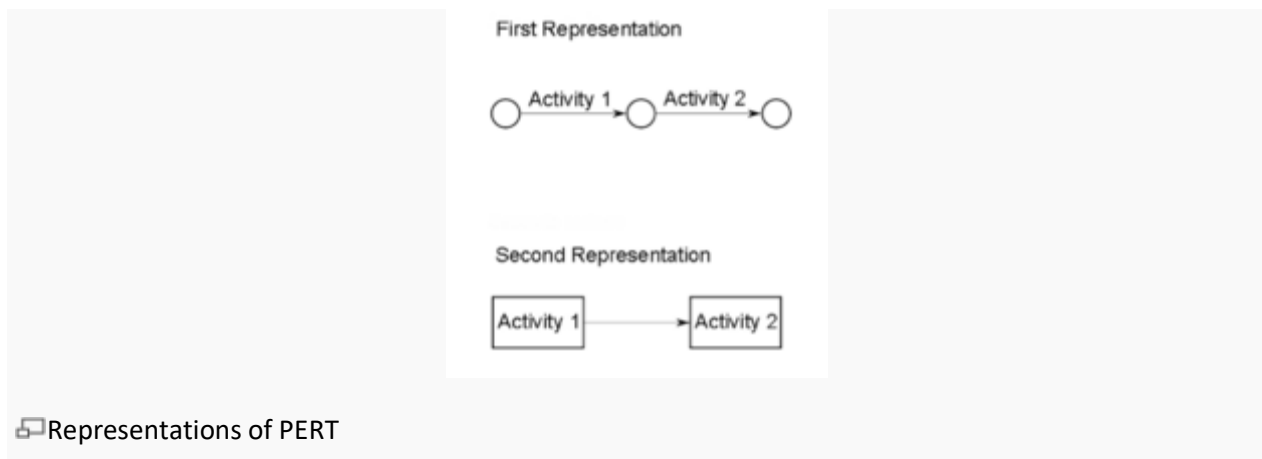 First Representation
Activity 1 Activity 2
Second Representation
Activity 1 Activity 2
Representations of PERT